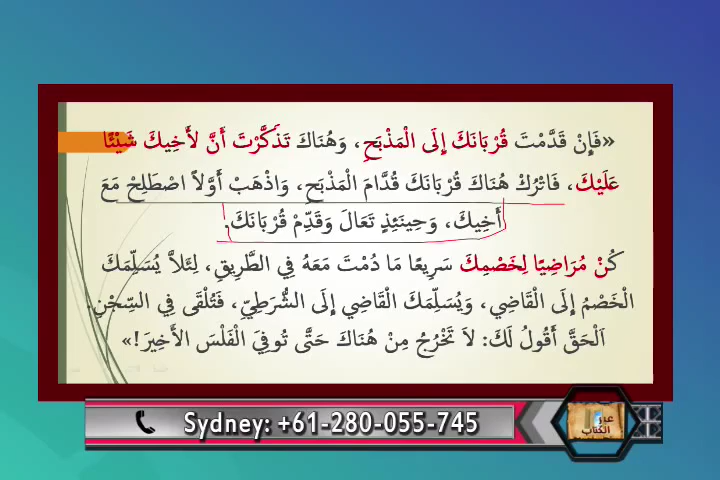 «فَإِنْ قَدَّمْتَ قُرْبَانَكَ إِلَى الْمَذْبَحِ، وَهُنَاكَ تَذَكَّرْتَ أَنَّ لأَخِيكَ شَيْئًا
عَلَيْكَ، فَاتْرُكْ هُنَاكَ قُرْبَانَكَ قُدَّامَ الْمَذْبَحِ، وَاذْهَبْ أَوَّلاً اصْطَلِحْ مَعَ
أَخِيكَ، وَحِينَئِذٍ تَعَالَ وَقَدِّمْ قُرْبَانَكَ.
كُنْ مُرَاضِيًا لِخَصْمِكَ سَرِيعًا مَا دُمْتَ مَعَهُ فِي الطَّرِيقِ، لِئَلاَّ يُسَلِّمَكَ
الْخَصْمُ إِلَى الْقَاضِي، وَيُسَلِّمَكَ الْقَاضِي إِلَى الشُّرَطِيِّ، فَتُلْقَى فِي السِّجْنِ.
اَلْحَقَّ أَقُولُ لَكَ: لاَ تَخْرُجُ مِنْ هُنَاكَ حَتَّى تُوفِيَ الْفَلْسَ الأَخِيرَ!»
Sydney: +61-280-055-745
الكتاب